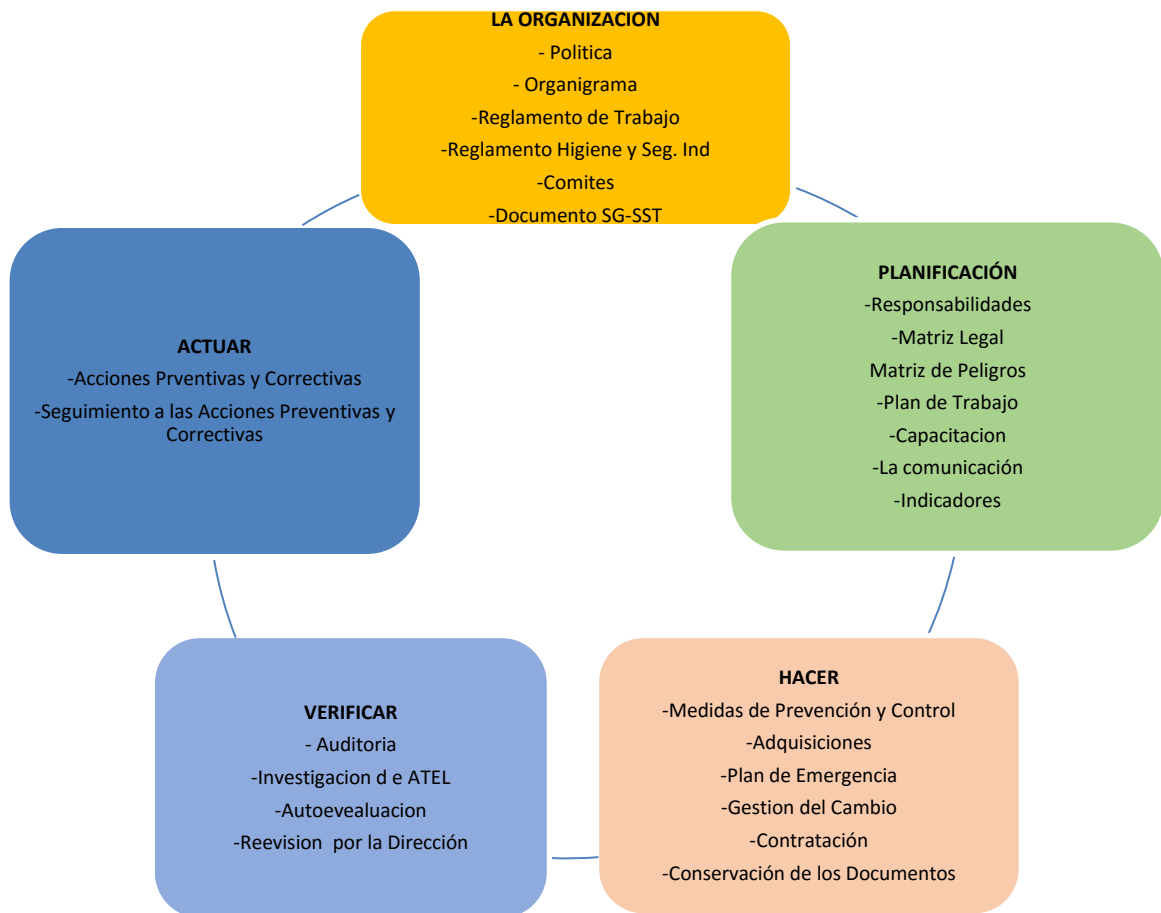 LA ORGANIZACION
- Politica
- Organigrama
-Reglamento de Trabajo
-Reglamento Higiene y Seg. Ind
-Comites
-Documento SG-SST
PLANIFICACIÓN
-Responsabilidades
-Matriz Legal
Matriz de Peligros
-Plan de Trabajo
-Capacitacion
-La comunicación
-Indicadores
HACER
-Medidas de Prevención y Control
-Adquisiciones
-Plan de Emergencia
-Gestion del Cambio
-Contratación
-Conservación de los Documentos
VERIFICAR
- Auditoria
-Investigacion d e ATEL
-Autoevealuacion
-Reevision  por la Dirección
ACTUAR
-Acciones Prventivas y Correctivas
-Seguimiento a las Acciones Preventivas y
Correctivas